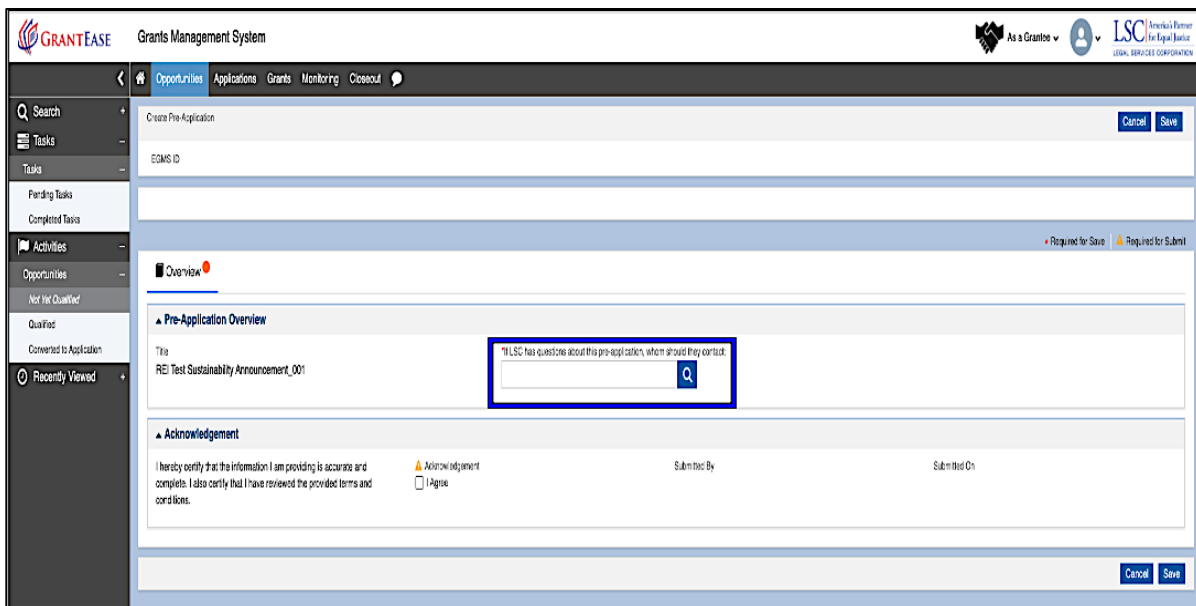 GRANTEASE
Grants Management System
As a Grantee
LSC America's Partner
for Equal Justice
LEGAL SERVICES CORPORATION
Opportunities Applications Grants Monitoring Closeout
Search +
Tasks –
Tasks –
Pending Tasks
Completed Tasks
Activities –
Opportunities –
Not Yet Qualified
Qualified
Converted to Application
Recently Viewed +
Create Pre-Application
Cancel Save
EGMS ID
* Required for Save Required for Submit
Overview
Pre-Application Overview
Title
REI Test Sustainability Announcement_001
*If LSC has questions about this pre-application, whom should they contact:
Acknowledgement
I hereby certify that the information I am providing is accurate and
complete. I also certify that I have reviewed the provided terms and
conditions.
Acknowledgement
I Agree
Submitted By
Submitted On
Cancel Save